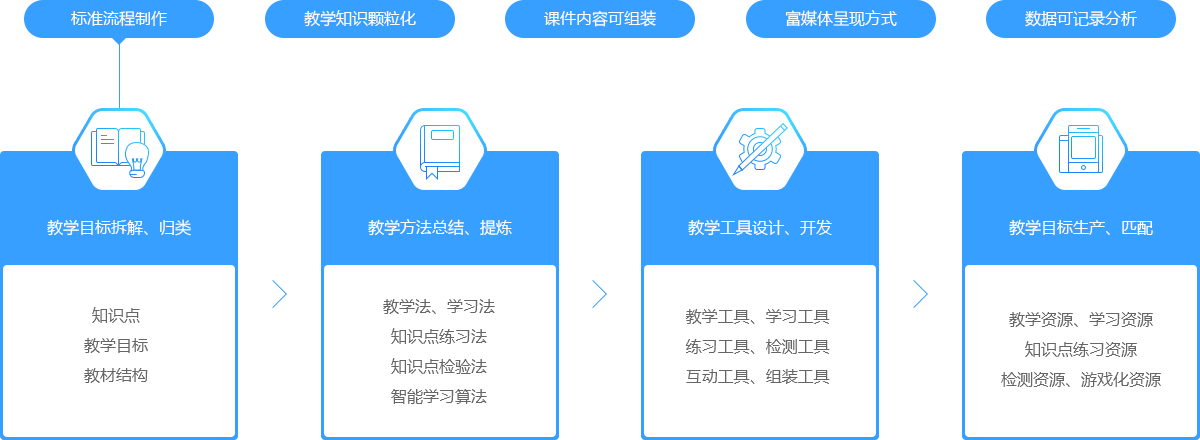 标准流程制作
教学知识颗粒化
课件内容可组装
富媒体呈现方式
数据可记录分析
教学目标拆解、归类
知识点
教学目标
教材结构
教学方法总结、提炼
教学法、学习法
知识点练习法
知识点检验法
智能学习算法
教学工具设计、开发
教学工具、学习工具
练习工具、检测工具
互动工具、组装工具
教学目标生产、匹配
教学资源、学习资源
知识点练习资源
检测资源、游戏化资源